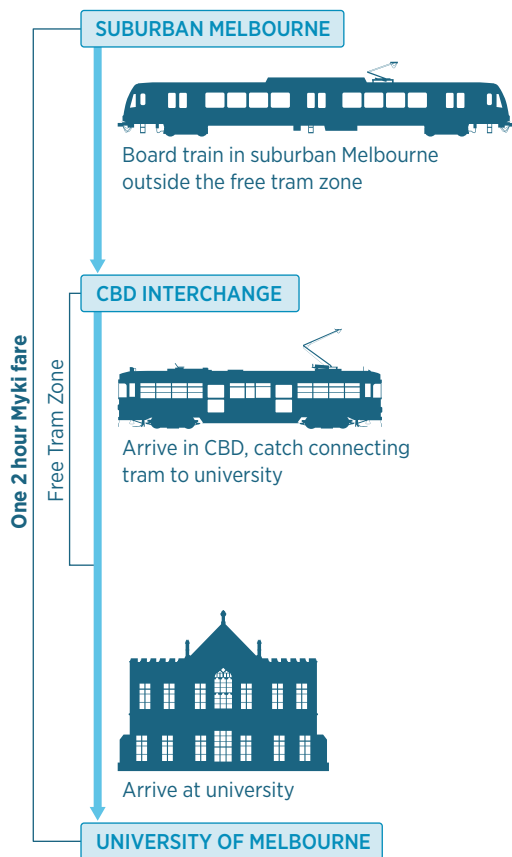 SUBURBAN MELBOURNE
Board train in suburban Melbourne
outside the free tram zone
CBD INTERCHANGE
One 2 hour Myki fare
Free Tram Zone
Arrive in CBD, catch connecting
tram to university
Arrive at university
UNIVERSITY OF MELBOURNE